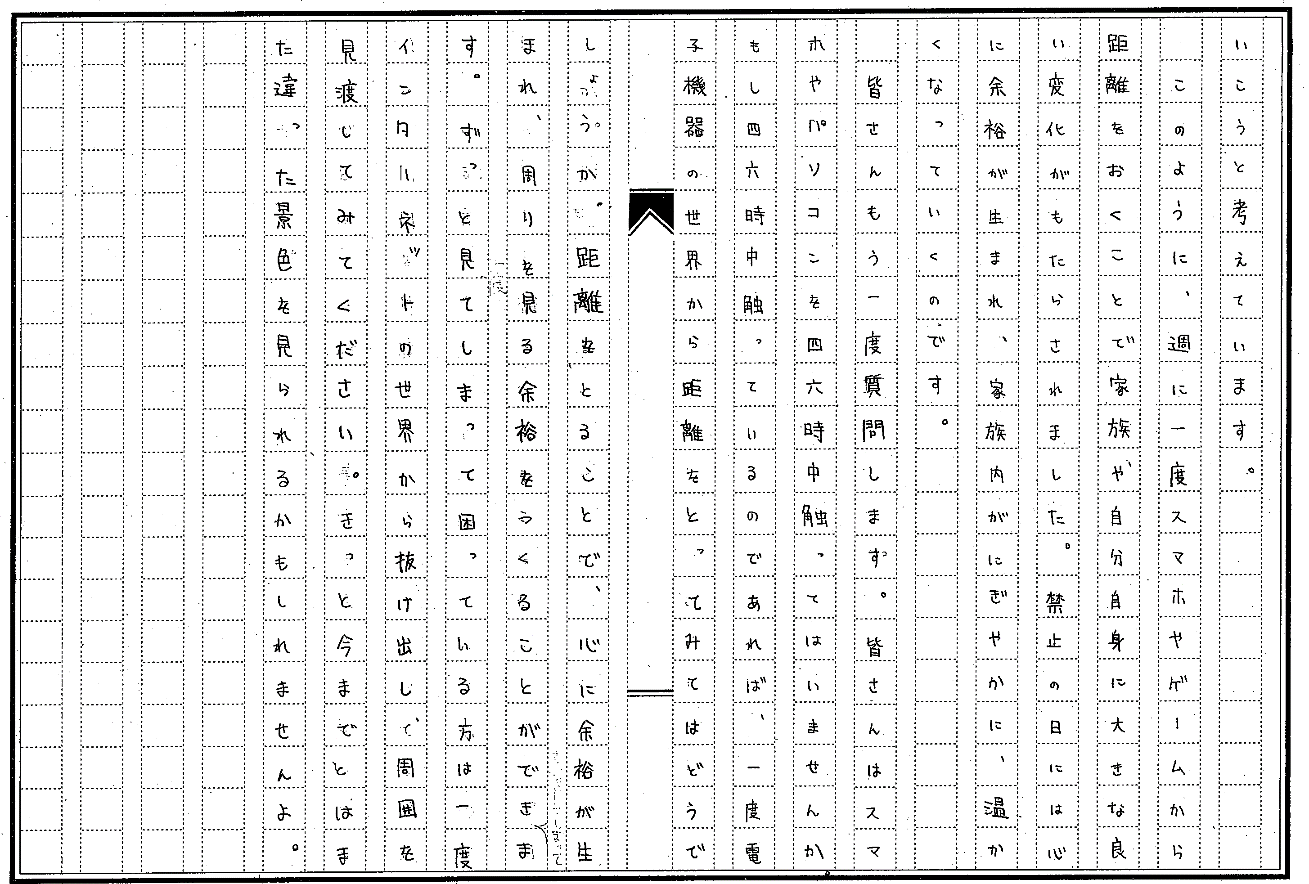 いこうと考えています。
このように、週に一度スマホやゲームから
距離をおくことで家族や自分自身に大きな良
い変化がもたらされました。禁止の日には心
に余裕が生まれ、家族内がにぎやかに、温か
くなっていくのです。
皆さんもう一度質問します。皆さんはスマ
ホやパソコンを四六時中触ってはいませんか
もし四六時中触っているのであれば、一度電
子機器の世界から距離をとってみてはどうで
しょうか。距離をとることで、心に余裕が生
まれ、周りを見る余裕をつくることができま
す。ずっと見てしまって困っている方は一度
インターネットの世界から抜け出して、周囲を
見渡してみてください。きっと今まで とはま
た違った景色を見られるかもしれませんよ。